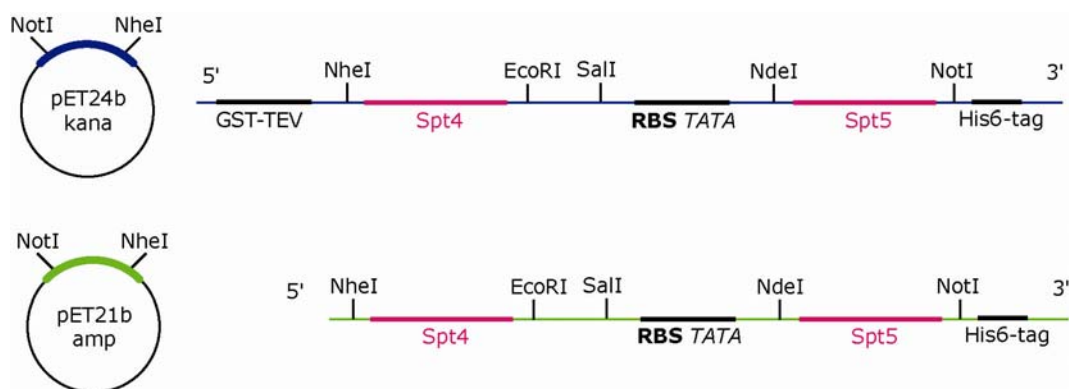 NotI NheI
pET24b
kana
5' NheI EcoRI SalI NdeI NotI 3'
GST-TEV Spt4 RBS TATA Spt5 His6-tag
NotI NheI
pET21b
amp
5' NheI EcoRI SalI NdeI NotI 3'
Spt4 RBS TATA Spt5 His6-tag